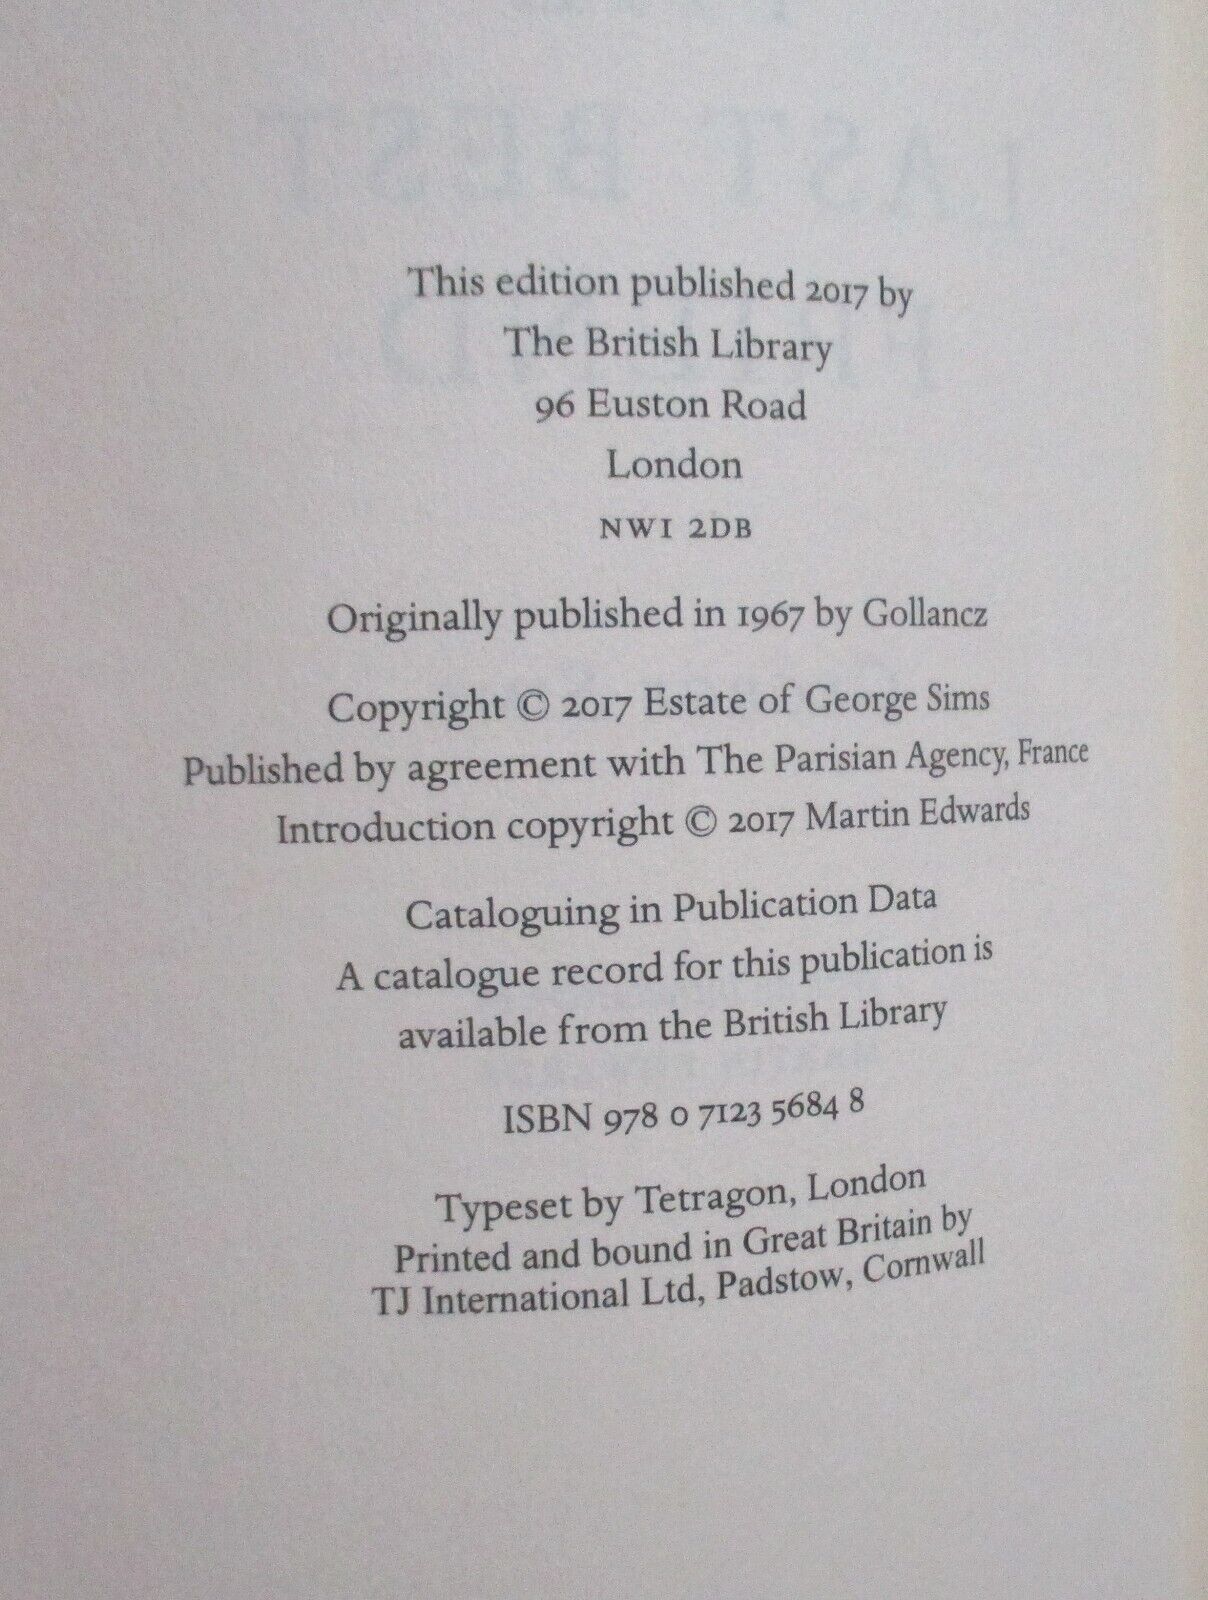 LAST BEST
This edition published 2017 by
The British Library
96 Euston Road
London
NW1 2DB
Originally published in 1967 by Gollancz
Copyright © 2017 Estate of George Sims
Published by agreement with The Parisian Agency, France
Introduction copyright © 2017 Martin Edwards
Cataloguing in Publication Data
A catalogue record for this publication is
available from the British Library
ISBN 978 0 7123 5684 8
Typeset by Tetragon, London
Printed and bound in Great Britain by
TJ International Ltd, Padstow, Cornwall